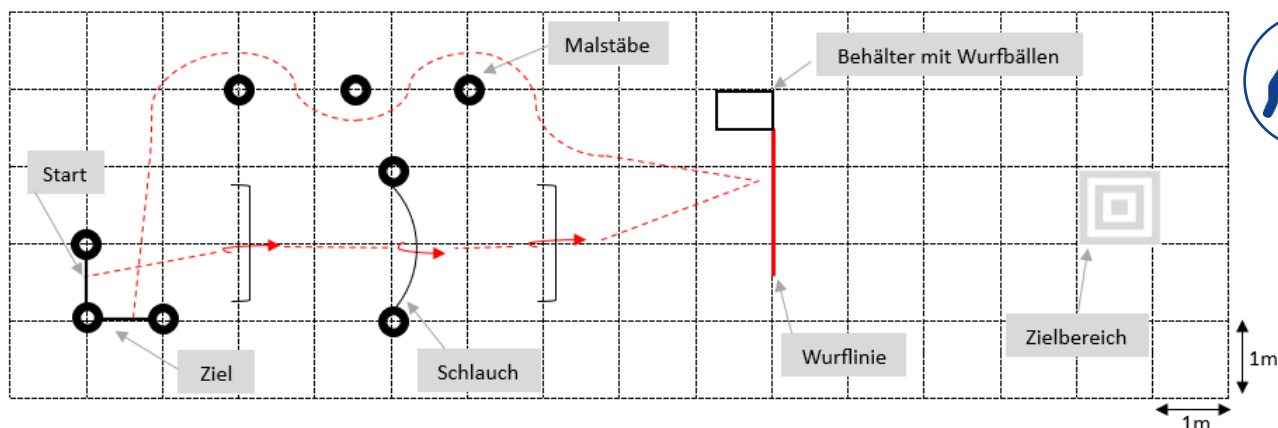 Malstäbe
Behälter mit Wurfbällen
Start
Zielbereich
Wurflinie
Schlauch
Ziel
1m
1m